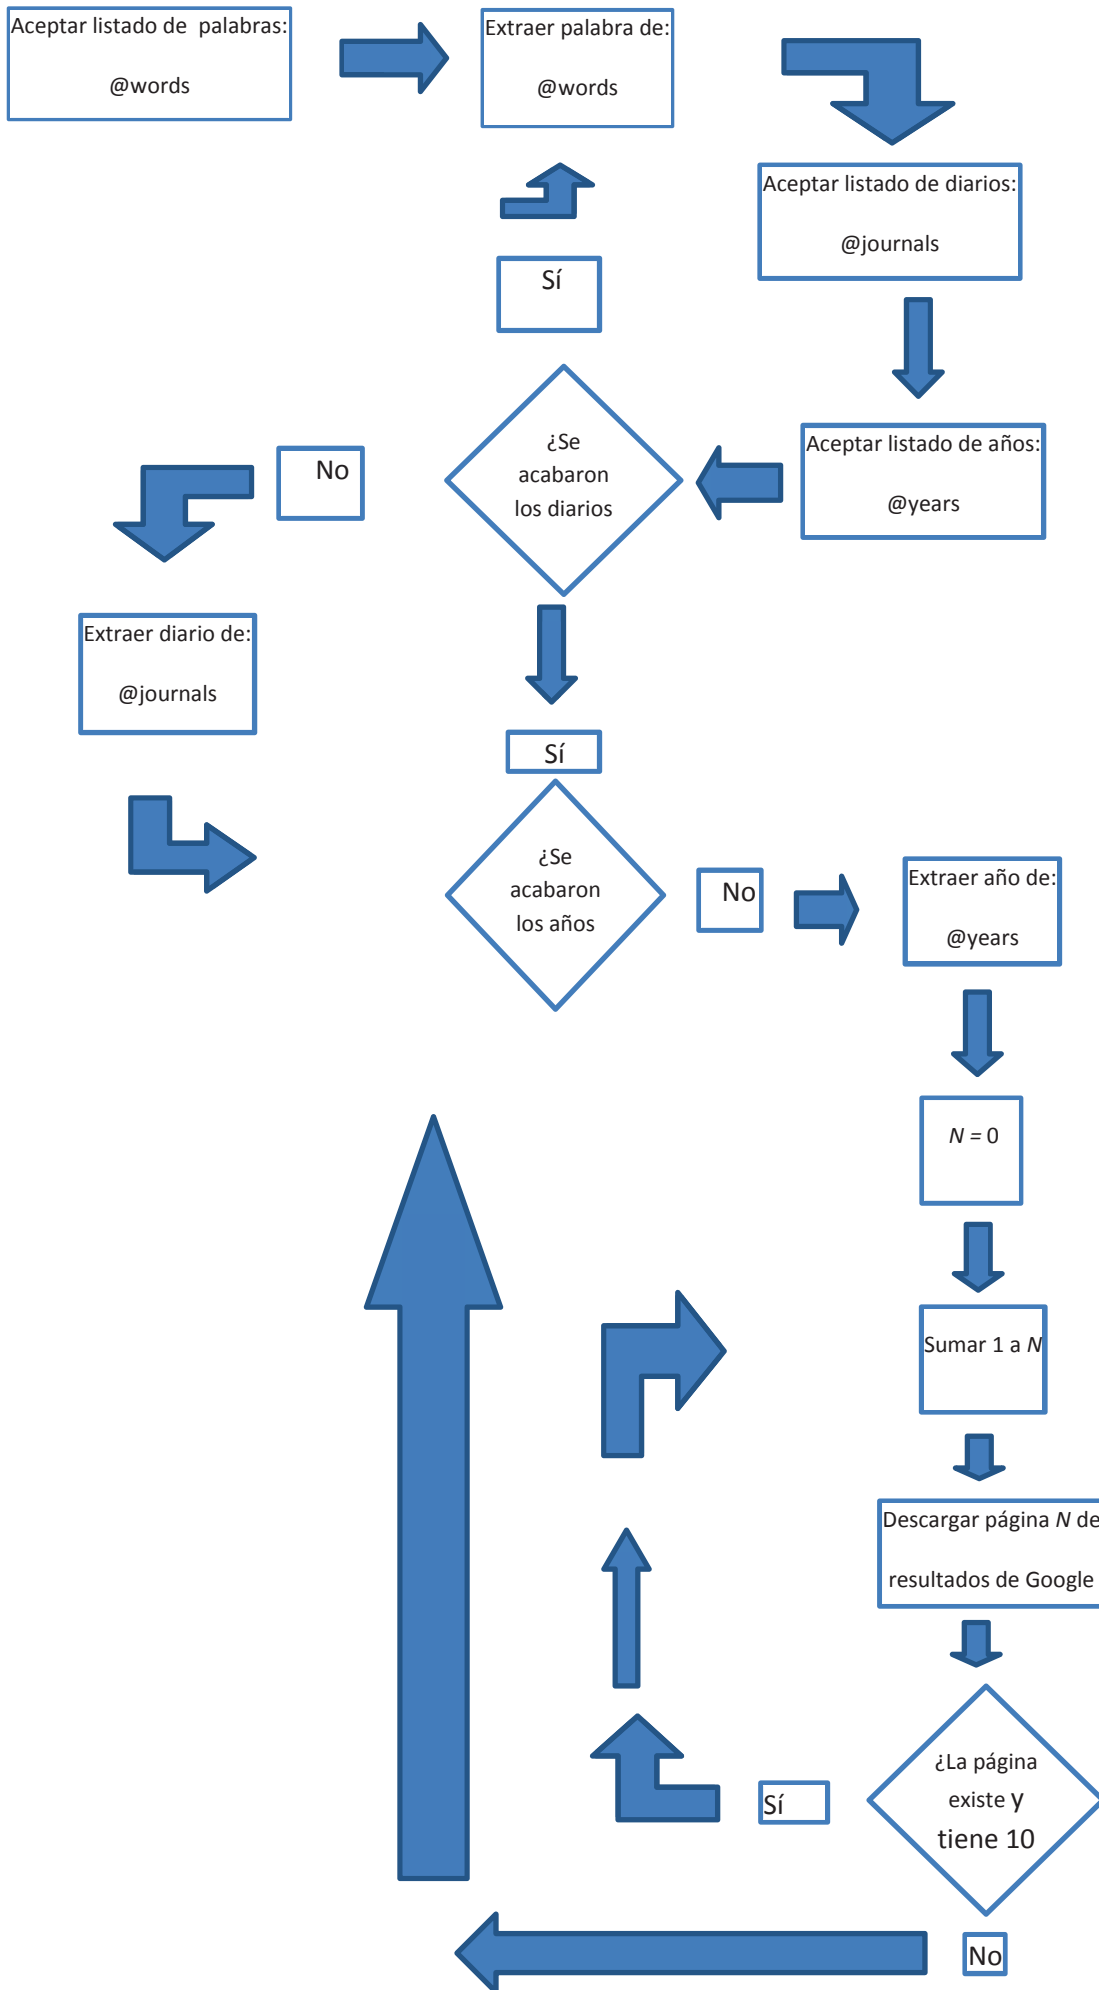 Aceptar listado de palabras:
@words
Extraer palabra de:
@words
Aceptar listado de diarios:
@journals
Sí
Aceptar listado de años:
@years
¿Se
acabaron
los diarios
No
Extraer diario de:
@journals
Sí
¿Se
acabaron
los años
No
Extraer año de:
@years
N = 0
Sumar 1 a N
Descargar página N de
resultados de Google
¿La página
existe y
tiene 10
Sí
No